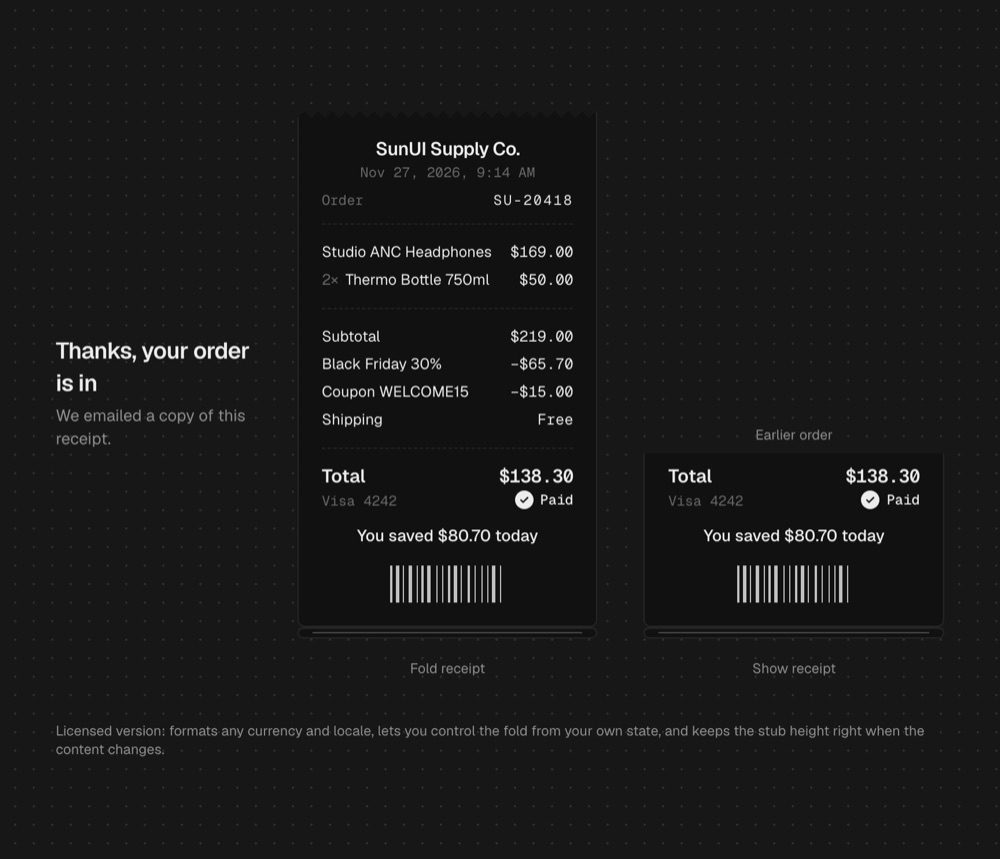 Thanks, your order
is in
We emailed a copy of this
receipt.
SunUI Supply Co.
Nov 27, 2026, 9:14 AM
Order SU-20418
Studio ANC Headphones $169.00
2× Thermo Bottle 750ml $50.00
Subtotal $219.00
Black Friday 30% −$65.70
Coupon WELCOME15 −$15.00
Shipping Free
Total $138.30
Visa 4242 Paid
You saved $80.70 today
Fold receipt
Earlier order
Total $138.30
Visa 4242 Paid
You saved $80.70 today
Show receipt
Licensed version: formats any currency and locale, lets you control the fold from your own state, and keeps the stub height right when the
content changes.